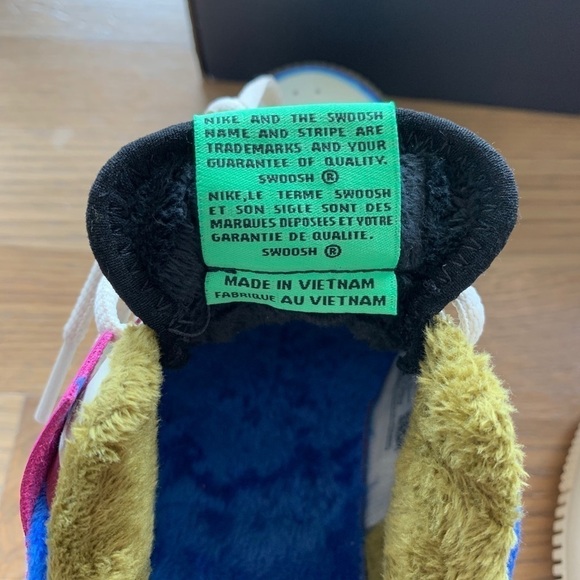 NIKE AND THE SWOOSH
NAME AND STRIPE ARE
TRADEMARKS AND YOUR
GUARANTEE OF QUALITY.
SWOOSH ®
NIKE,LE TERME SWOOSH
ET SON SIGLE SONT DES
MARQUES DEPOSEES ET VOTRE
GARANTIE DE QUALITE.
SWOOSH ®
MADE IN VIETNAM
FABRIQUE AU VIETNAM